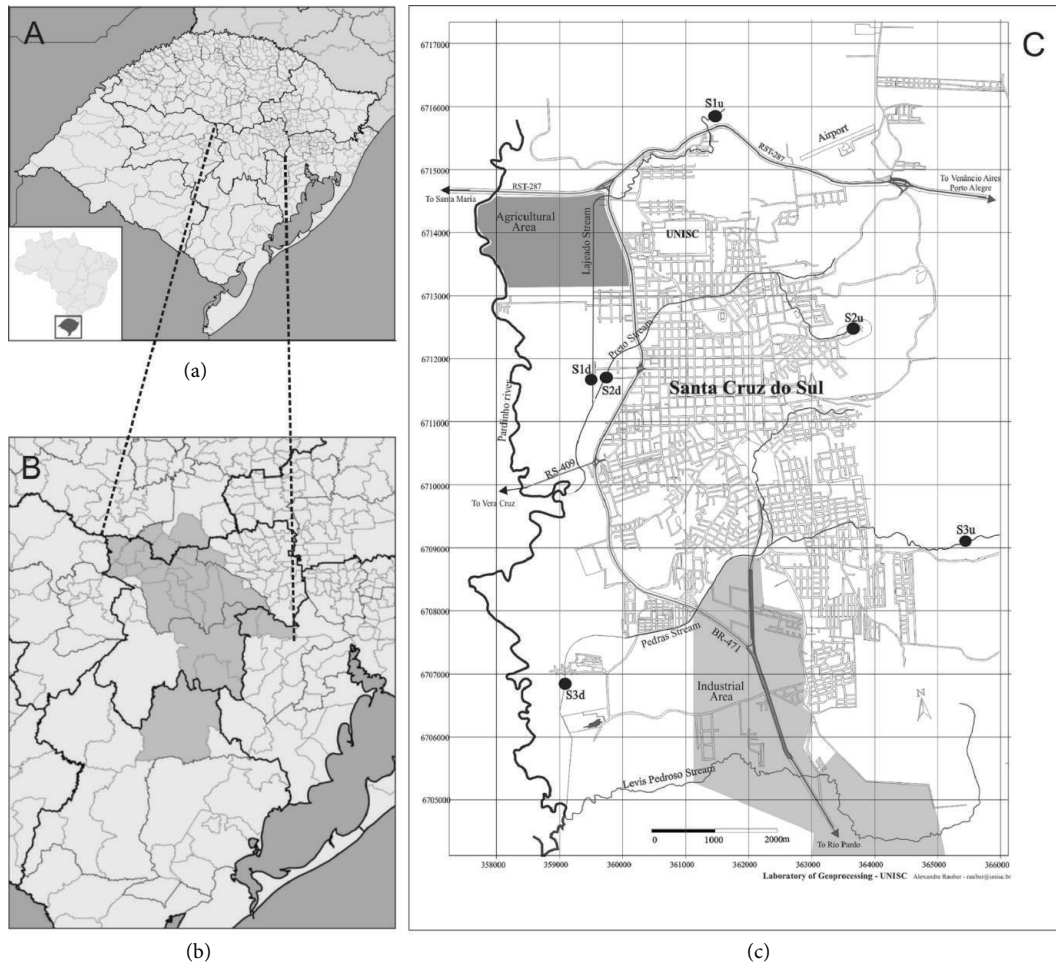 A
(a)
B
(b)
C
6717000
6716000
6715000
6714000
6713000
6712000
6711000
6710000
6709000
6708000
6707000
6706000
6705000
S1u
Airport
RST-287
RST-287
To Santa Maria
To Venâncio Aires
Porto Alegre
Agricultural
Area
Lajeado Stream
UNISC
Preto Stream
S2u
S1d
S2d
Santa Cruz do Sul
Pardinho river
RS-409
To Vera Cruz
S3u
Pedras Stream
BR-471
S3d
Industrial
Area
N
Levis Pedroso Stream
0 1000 2000m
To Rio Pardo
358000 359000 360000 361000 362000 363000 364000 365000 366000
Laboratory of Geoprocessing - UNISC Alexandre Rauber - rauber@unisc.br
(c)